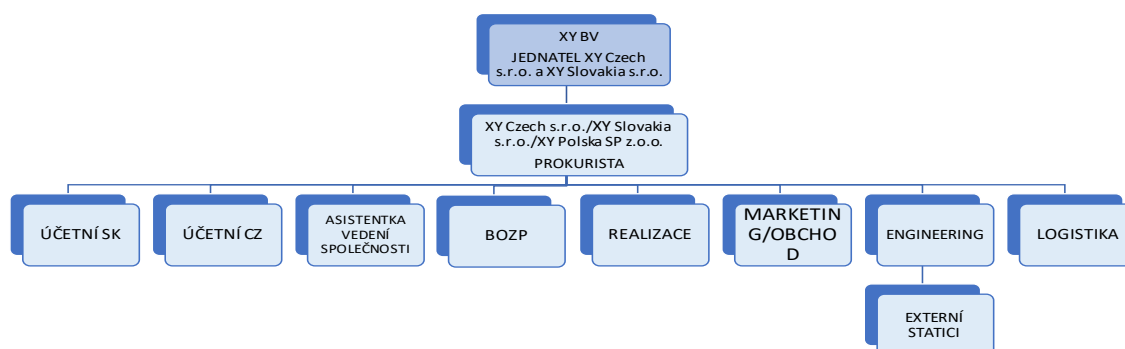 XY BV
JEDNATEL XY Czech
s.r.o. a XY Slovakia s.r.o.
XY Czech s.r.o./XY Slovakia
s.r.o./XY Polska SP z.o.o.
PROKURISTA
ÚČETNÍ SK
ÚČETNÍ CZ
ASISTENTKA
VEDENÍ
SPOLEČNOSTI
BOZP
REALIZACE
MARKETIN
G/OBCHO
D
ENGINEERING
LOGISTIKA
EXTERNÍ
STATICI